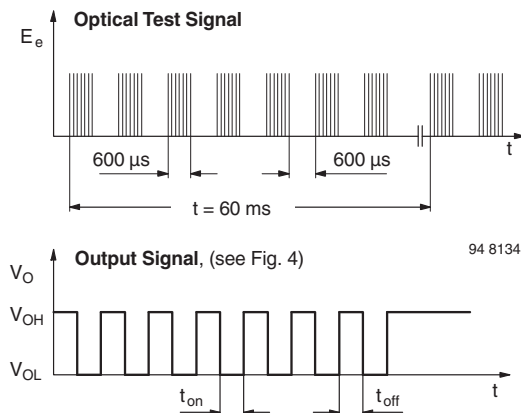 Optical Test Signal
E_e
t
600 µs
600 µs
t = 60 ms
94 8134
Output Signal, (see Fig. 4)
V_O
V_OH
V_OL
t_on
t_off
t